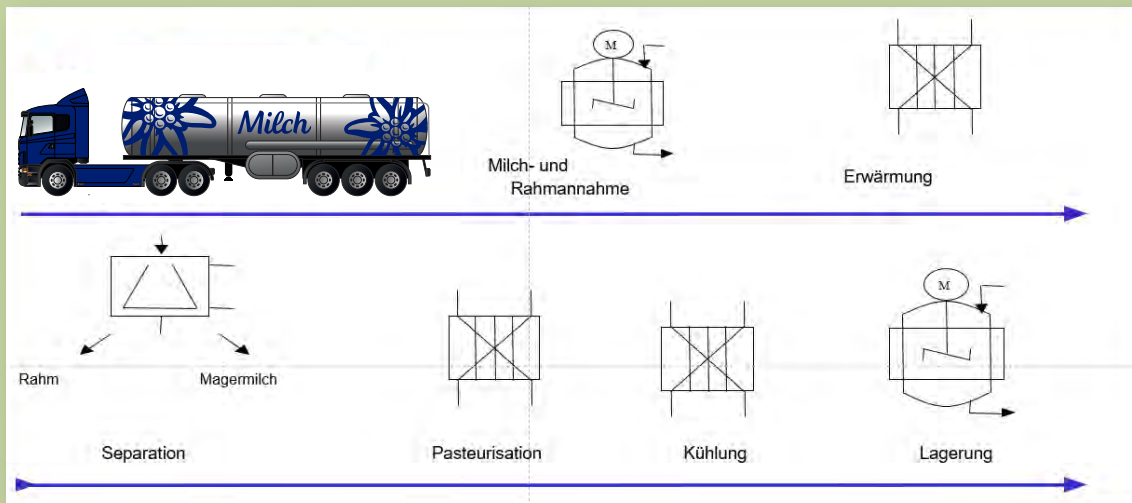 M
Milch
Milch- und
Rahmannahme
Erwärmung
M
Rahm
Magermilch
Separation
Pasteurisation
Kühlung
Lagerung